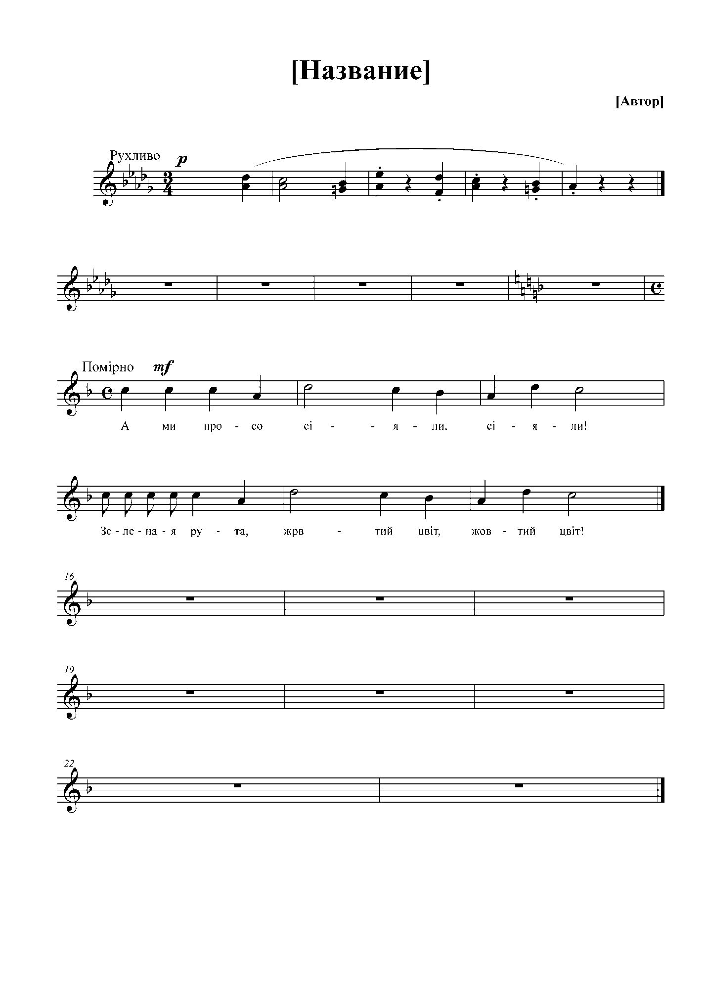 [Название]
[Автор]
Рухливо
p
Помірно mf
А ми про - со сі - - я - ли, сі - я - ли!
Зе - ле - на - я ру - та, жрв - тий цвіт, жов - тий цвіт!
16
19
22